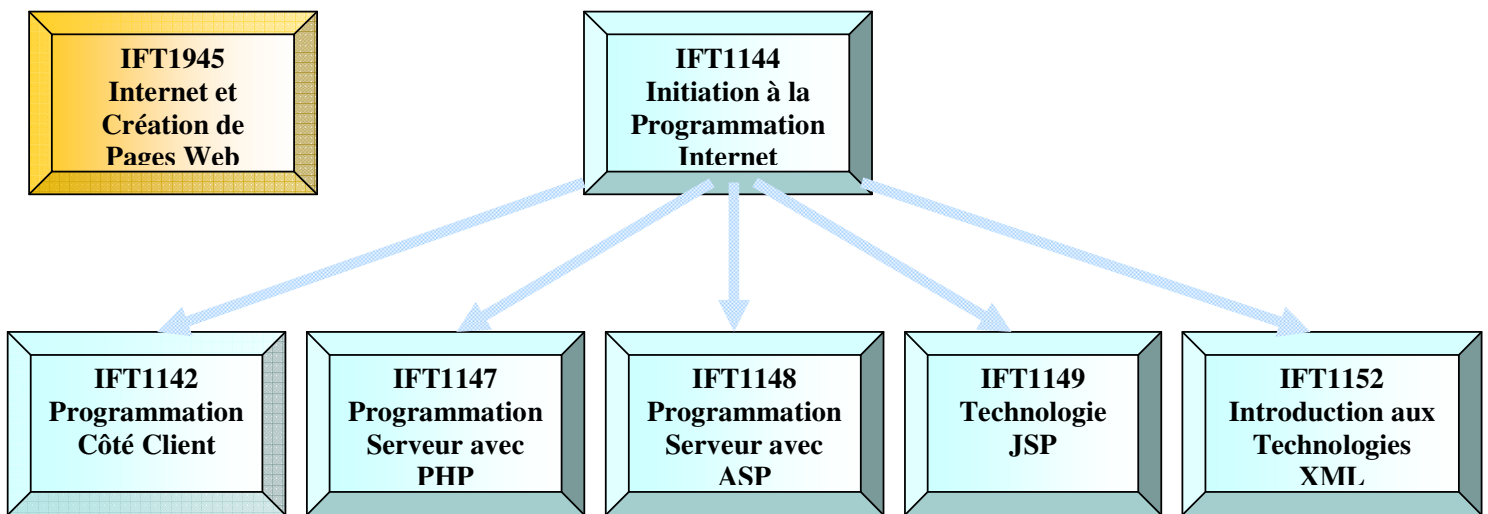 IFT1945
Internet et
Création de
Pages Web
IFT1144
Initiation à la
Programmation
Internet
IFT1142
Programmation
Côté Client
IFT1147
Programmation
Serveur avec
PHP
IFT1148
Programmation
Serveur avec
ASP
IFT1149
Technologie
JSP
IFT1152
Introduction aux
Technologies
XML